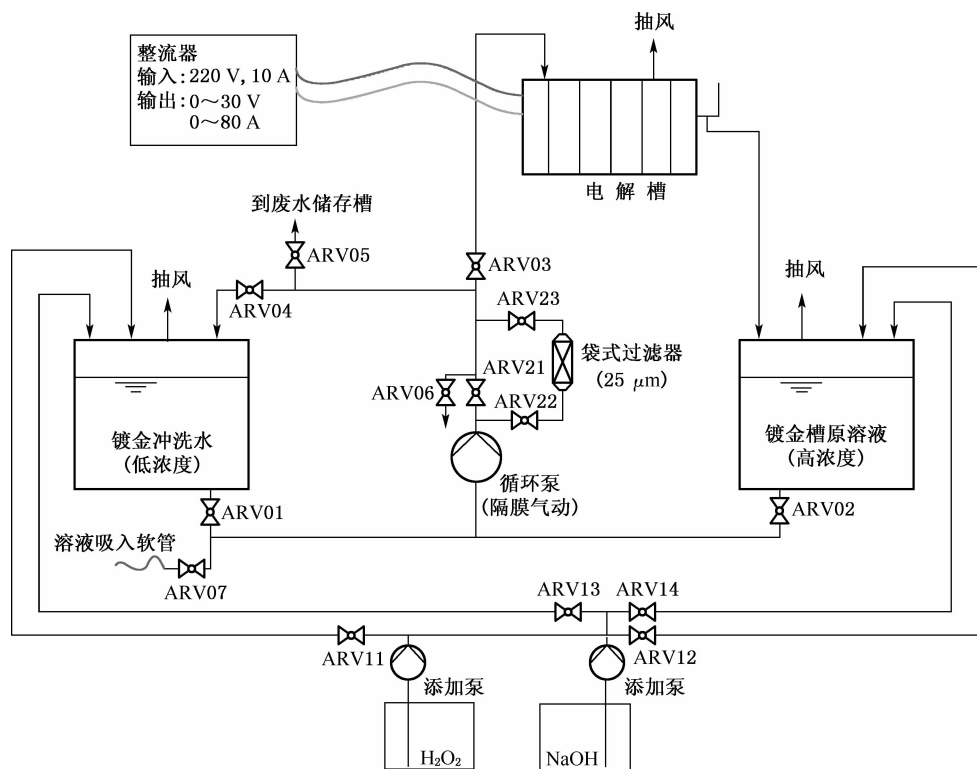 整流器
输入:220 V, 10 A
输出:0～30 V
0～80 A
抽风
电解槽
到废水储存槽
ARV05
ARV03
抽风
ARV04
ARV23
抽风
袋式过滤器
(25 μm)
ARV21
ARV06
ARV22
镀金冲洗水
(低浓度)
镀金槽原溶液
(高浓度)
循环泵
(隔膜气动)
ARV01
ARV02
溶液吸入软管
ARV07
ARV13
ARV14
ARV11
ARV12
添加泵
添加泵
H₂O₂
NaOH